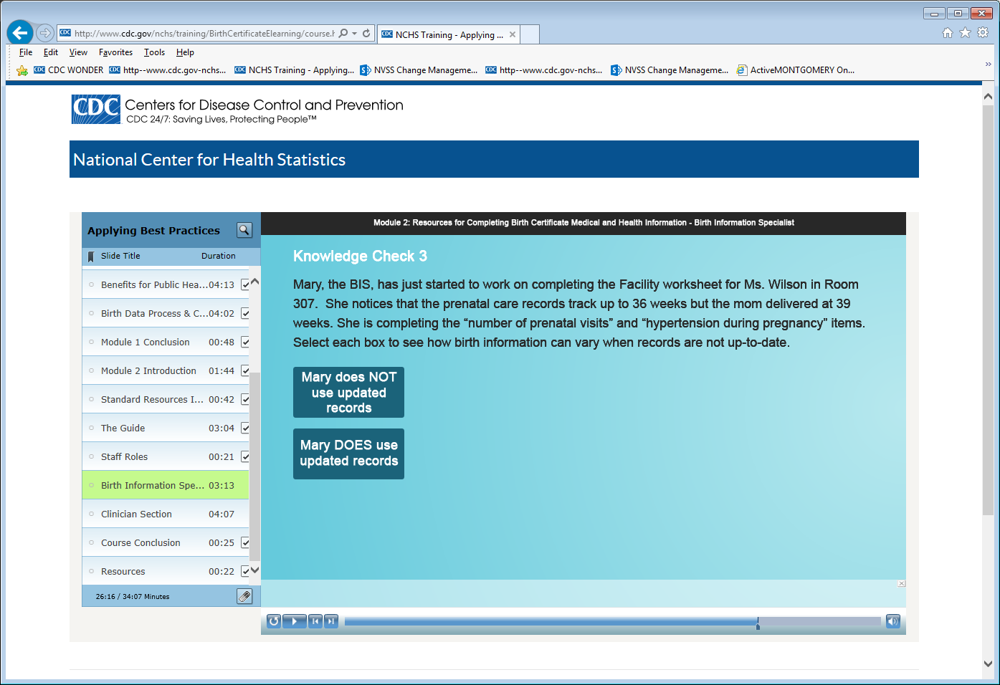 http://www.cdc.gov/nchs/training/BirthCertificateElearning/course.h
NCHS Training - Applying ...
File Edit View Favorites Tools Help
CDC WONDER
http--www.cdc.gov-nchs...
NCHS Training - Applying...
NVSS Change Manageme...
http--www.cdc.gov-nchs...
NVSS Change Manageme...
ActiveMONTGOMERY On...
CDC
Centers for Disease Control and Prevention
CDC 24/7: Saving Lives, Protecting People™
National Center for Health Statistics
Applying Best Practices
Slide Title Duration
Benefits for Public Hea... 04:13
Birth Data Process & C... 04:02
Module 1 Conclusion 00:48
Module 2 Introduction 01:44
Standard Resources I... 00:42
The Guide 03:04
Staff Roles 00:21
Birth Information Spe... 03:13
Clinician Section 04:07
Course Conclusion 00:25
Resources 00:22
26:16 / 34:07 Minutes
Module 2: Resources for Completing Birth Certificate Medical and Health Information - Birth Information Specialist
Knowledge Check 3
Mary, the BIS, has just started to work on completing the Facility worksheet for Ms. Wilson in Room
307. She notices that the prenatal care records track up to 36 weeks but the mom delivered at 39
weeks. She is completing the “number of prenatal visits” and “hypertension during pregnancy” items.
Select each box to see how birth information can vary when records are not up-to-date.
Mary does NOT
use updated
records
Mary DOES use
updated records